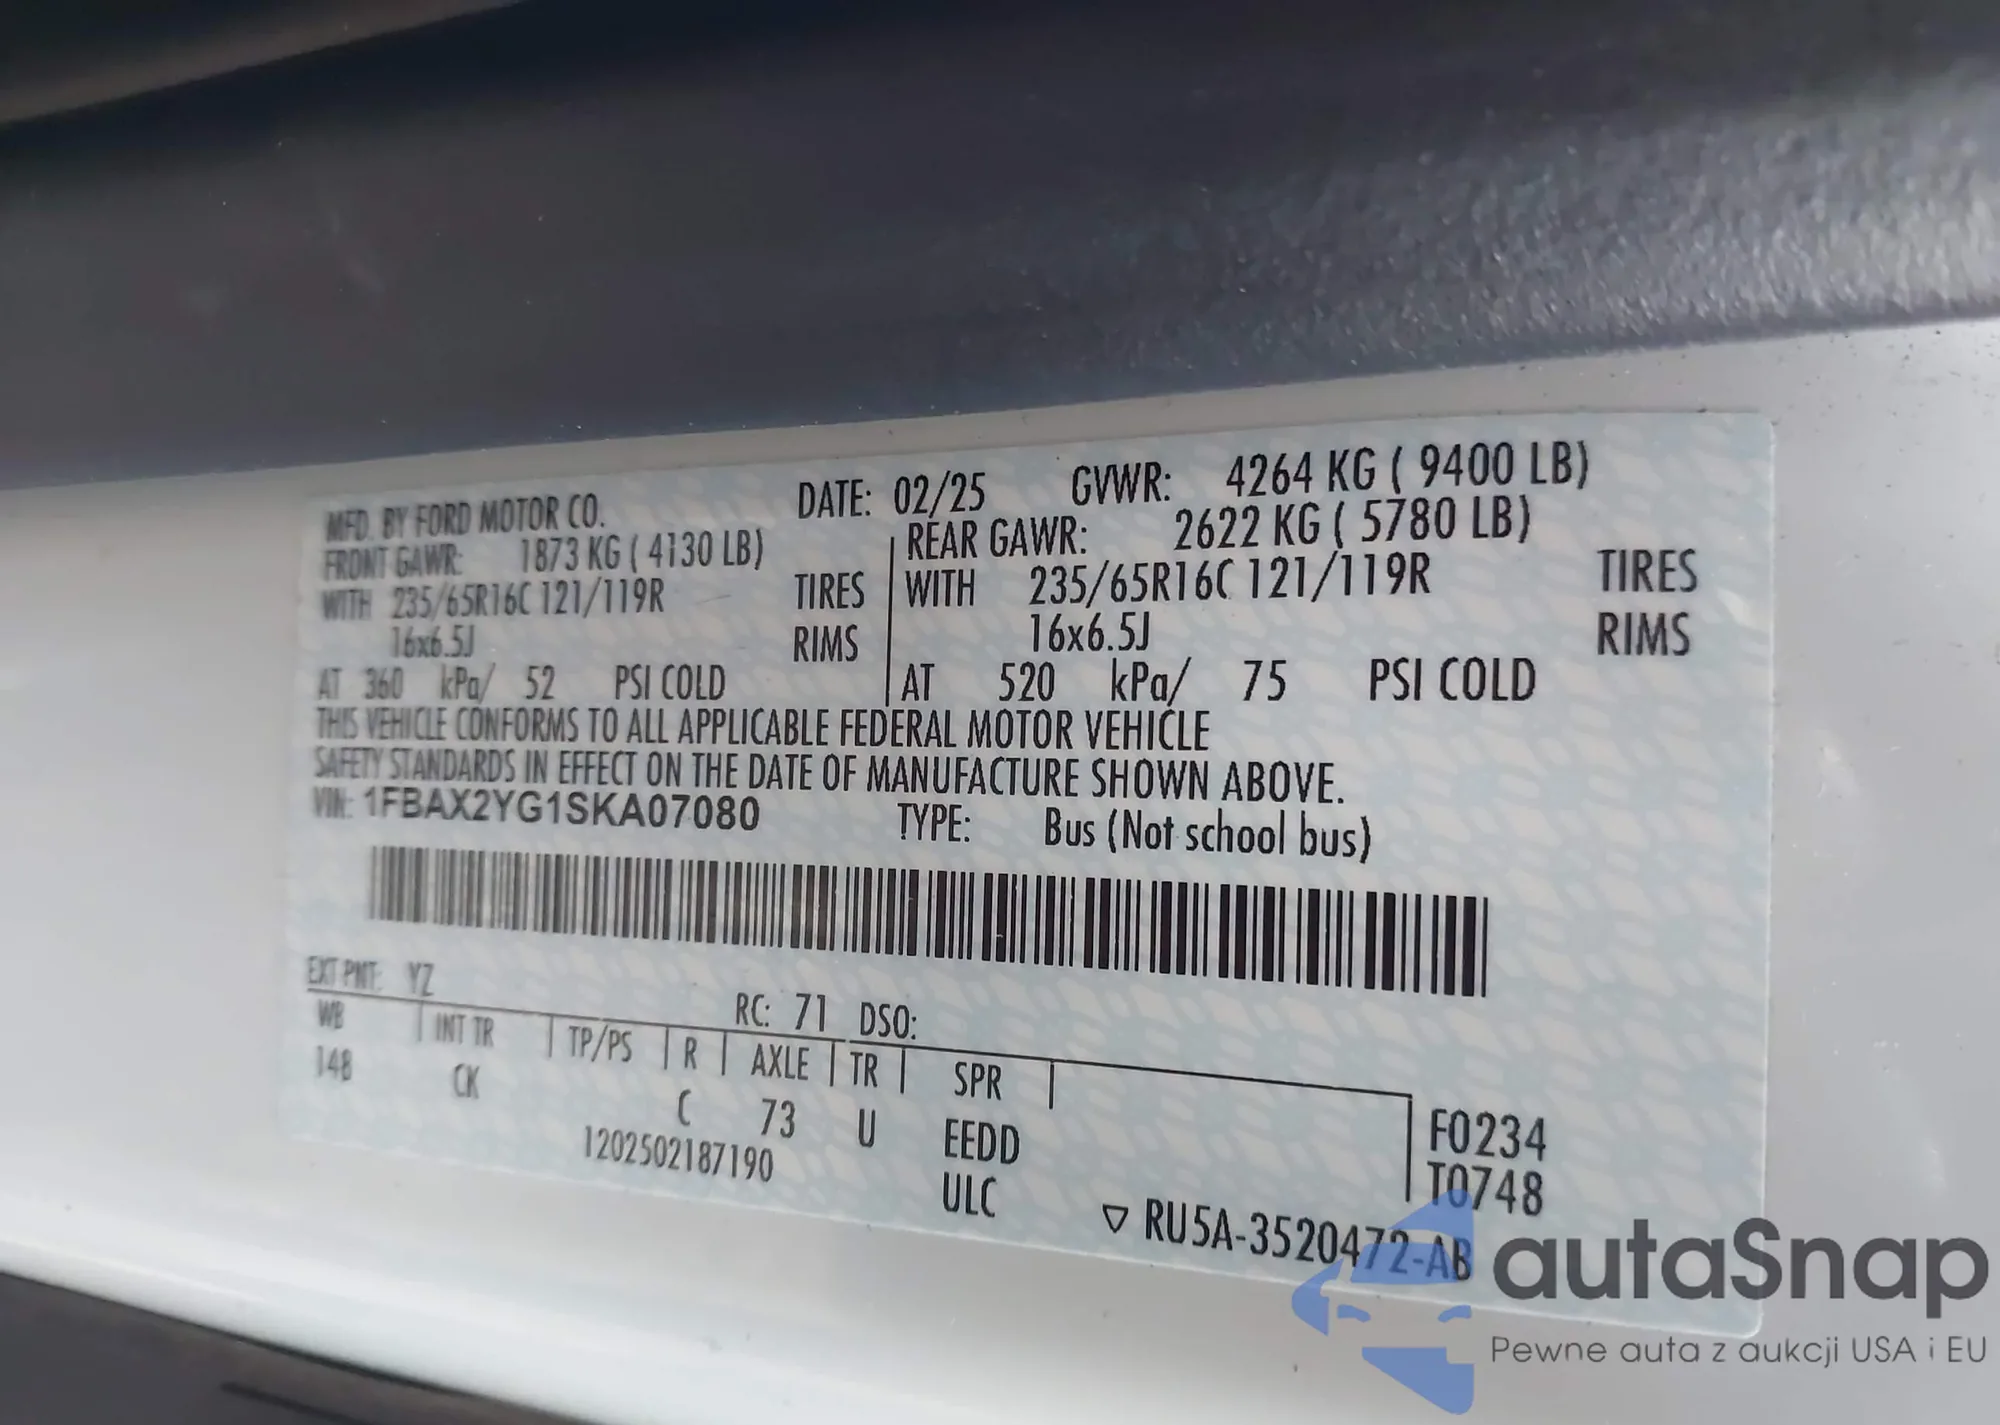 MFD. BY FORD MOTOR CO. DATE: 02/25 GVWR: 4264 KG ( 9400 LB)
FRONT GAWR: 1873 KG ( 4130 LB) REAR GAWR: 2622 KG ( 5780 LB)
WITH 235/65R16C 121/119R TIRES WITH 235/65R16C 121/119R TIRES
16x6.5J RIMS 16x6.5J RIMS
AT 360 kPa/ 52 PSI COLD AT 520 kPa/ 75 PSI COLD
THIS VEHICLE CONFORMS TO ALL APPLICABLE FEDERAL MOTOR VEHICLE
SAFETY STANDARDS IN EFFECT ON THE DATE OF MANUFACTURE SHOWN ABOVE.
VIN: 1FBAX2YG1SKA07080 TYPE: Bus (Not school bus)
EXT PNT: YZ RC: 71 DSO:
WB INT TR TP/PS R AXLE TR SPR
148 CK C 73 U EEDD F0234
1202502187190 ULC T0748
▽ RU5A-3520472-AB
autaSnap
Pewne auta z aukcji USA i EU